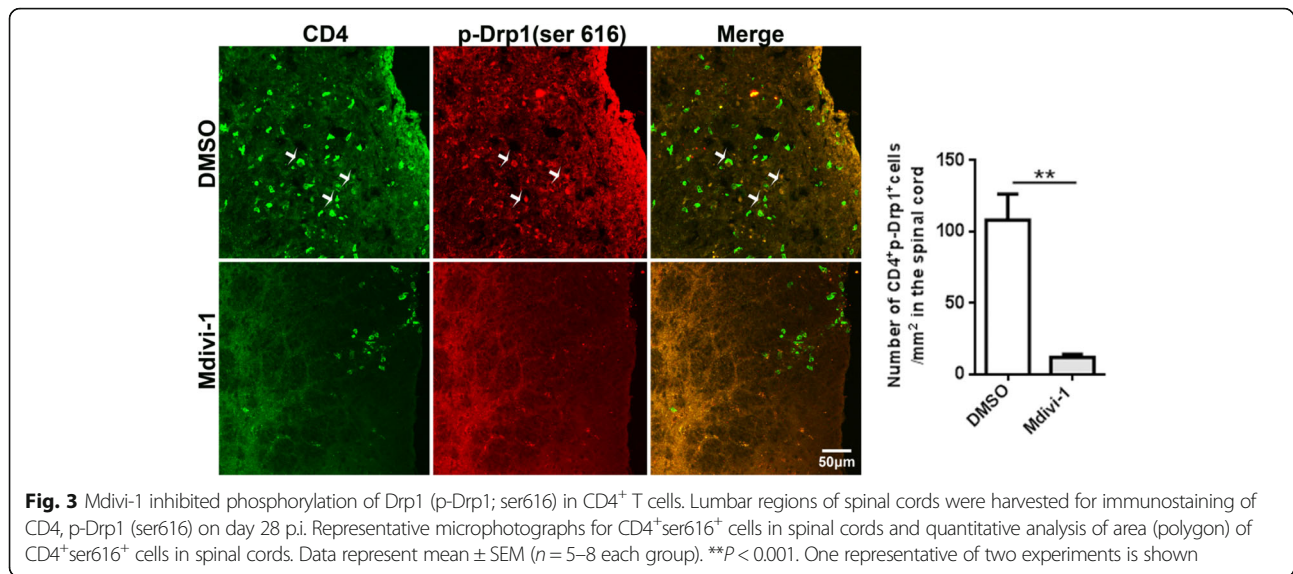 CD4
p-Drp1(ser 616)
Merge
DMSO
Mdivi-1
50μm
Number of CD4⁺p-Drp1⁺cells
/mm² in the spinal cord
150
100
50
0
**
DMSO
Mdivi-1
Fig. 3 Mdivi-1 inhibited phosphorylation of Drp1 (p-Drp1; ser616) in CD4⁺ T cells. Lumbar regions of spinal cords were harvested for immunostaining of
CD4, p-Drp1 (ser616) on day 28 p.i. Representative microphotographs for CD4⁺ser616⁺ cells in spinal cords and quantitative analysis of area (polygon) of
CD4⁺ser616⁺ cells in spinal cords. Data represent mean ± SEM (n = 5–8 each group). **P < 0.001. One representative of two experiments is shown